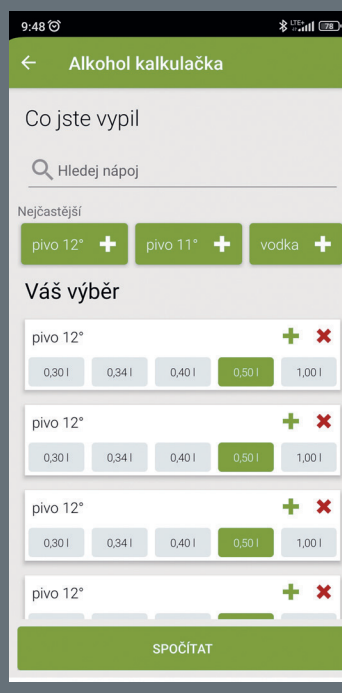 9:48 LTE+ 78
Alkohol kalkulačka
Co jste vypil
Hledej nápoj
Nejčastější
pivo 12° pivo 11° vodka
Váš výběr
pivo 12°
0,30 l 0,34 l 0,40 l 0,50 l 1,00 l
pivo 12°
0,30 l 0,34 l 0,40 l 0,50 l 1,00 l
pivo 12°
0,30 l 0,34 l 0,40 l 0,50 l 1,00 l
pivo 12°
SPOČÍTAT